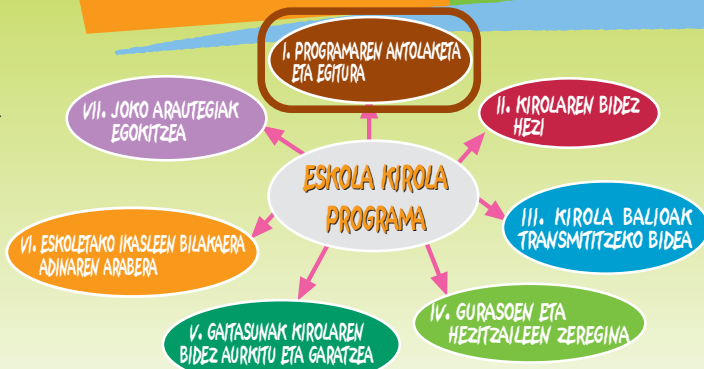 I. PROGRAMAREN ANTOLAKETA
ETA EGITURA
II. KIROLAREN BIDEZ
HEZI
III. KIROLA BALIOAK
TRANSMITITZEKO BIDEA
IV. GURASOEN ETA
HEZITZAILEEN ZEREGINA
V. GAITASUNAK KIROLAREN
BIDEZ AURKITU ETA GARATZEA
VI. ESKOLETAKO IKASLEEN BILAKAERA
ADINAREN ARABERA
VII. JOKO ARAUTEGIAK
EGOKITZEA
ESKOLA KIROLA
PROGRAMA